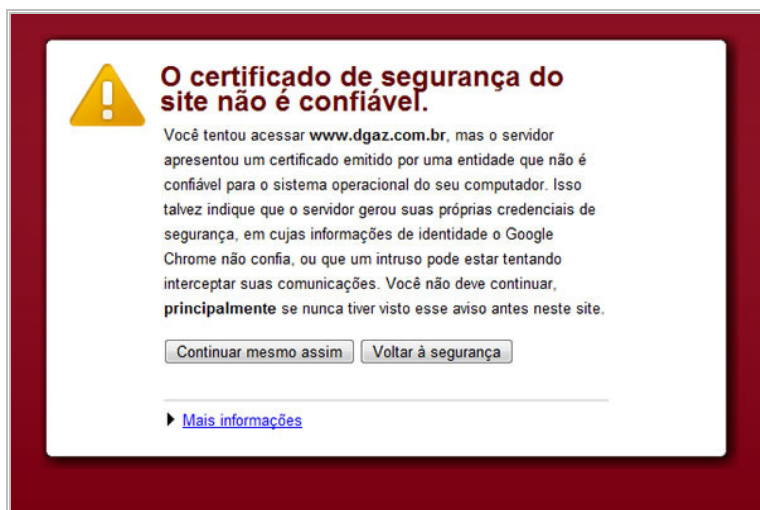 O certificado de segurança do
site não é confiável.
Você tentou acessar www.dgaz.com.br, mas o servidor
apresentou um certificado emitido por uma entidade que não é
confiável para o sistema operacional do seu computador. Isso
talvez indique que o servidor gerou suas próprias credenciais de
segurança, em cujas informações de identidade o Google
Chrome não confia, ou que um intruso pode estar tentando
interceptar suas comunicações. Você não deve continuar,
principalmente se nunca tiver visto esse aviso antes neste site.
Continuar mesmo assim Voltar à segurança
Mais informações